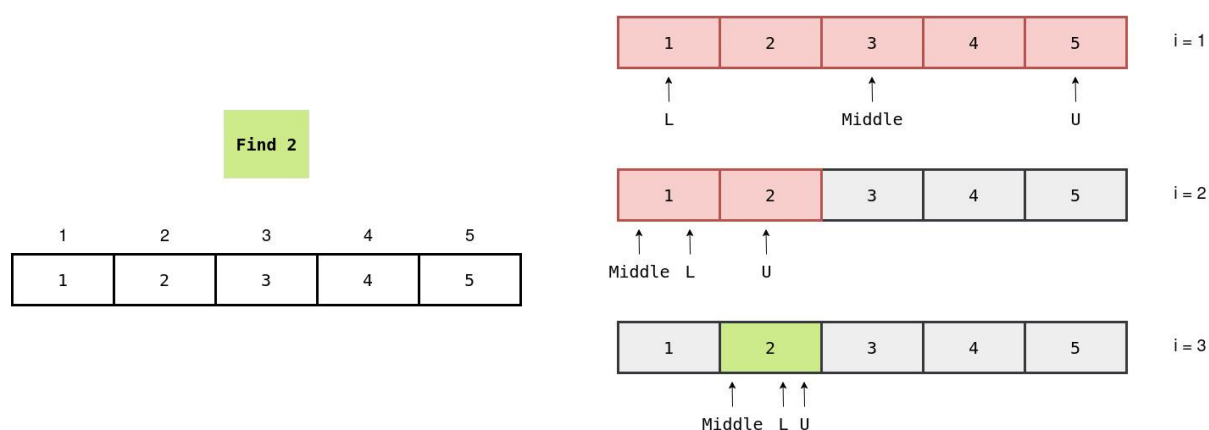 Find 2
1 2 3 4 5
1 2 3 4 5
1 2 3 4 5 i = 1
L Middle U
1 2 3 4 5 i = 2
Middle L U
1 2 3 4 5 i = 3
Middle L U